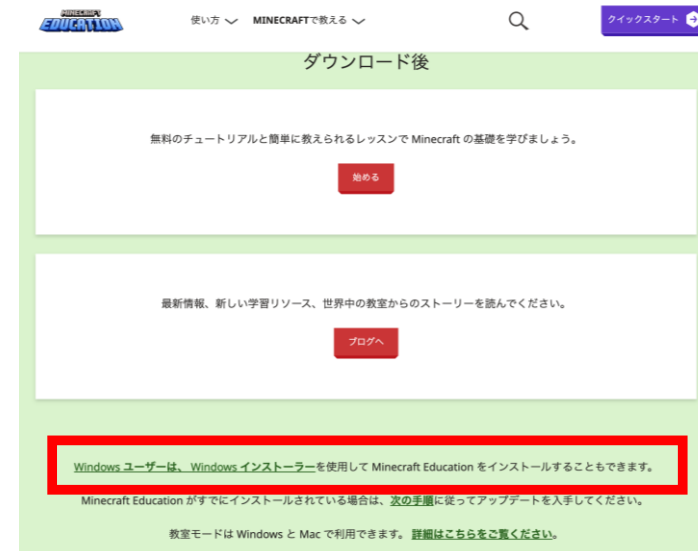 MINECRAFT
EDUCATION
使い方 MINECRAFTで教える クイックスタート
ダウンロード後
無料のチュートリアルと簡単に教えられるレッスンで Minecraft の基礎を学びましょう。
始める
最新情報、新しい学習リソース、世界中の教室からのストーリーを読んでください。
ブログへ
Windows ユーザーは、 Windows インストーラーを使用して Minecraft Education をインストールすることもできます。
Minecraft Education がすでにインストールされている場合は、次の手順に従ってアップデートを入手してください。
教室モードは Windows と Mac で利用できます。 詳細はこちらをご覧ください。